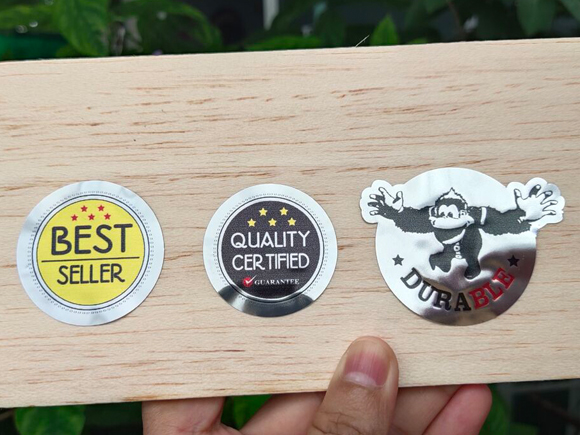 BEST
SELLER
QUALITY
CERTIFIED
GUARANTEE
DURABLE